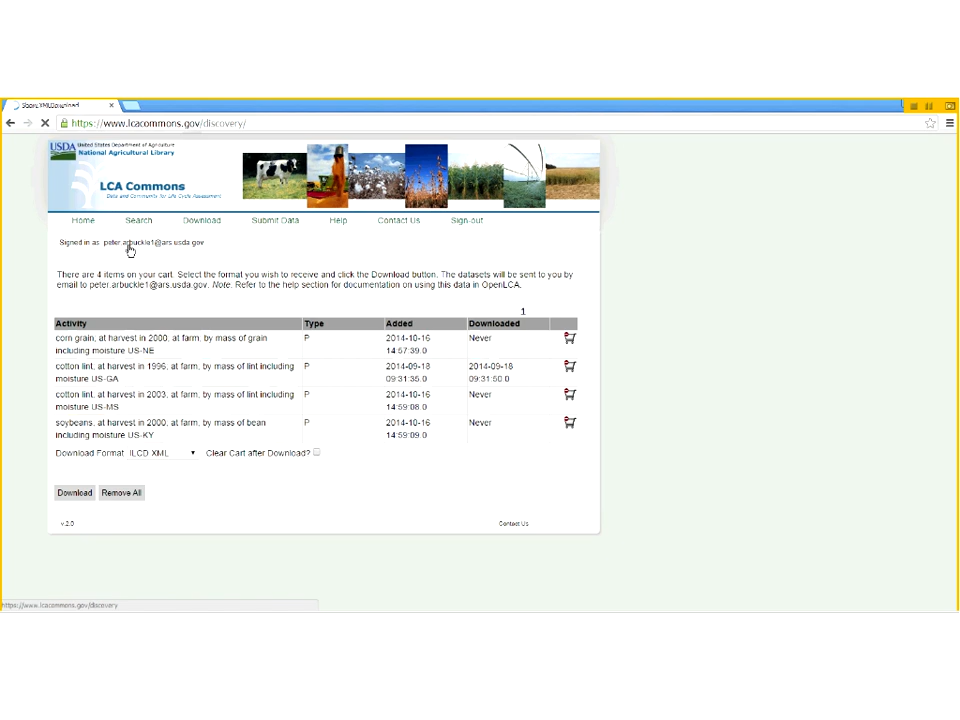 https://www.lcacommons.gov/discovery/
USDA United States Department of Agriculture
National Agricultural Library
LCA Commons
Data and Community for Life Cycle Assessment
Home Search Download Submit Data Help Contact Us Sign-out
Signed in as peter.arbuckle1@ars.usda.gov
There are 4 items on your cart. Select the format you wish to receive and click the Download button. The datasets will be sent to you by
email to peter.arbuckle1@ars.usda.gov. Note: Refer to the help section for documentation on using this data in OpenLCA.
1
Activity Type Added Downloaded
corn grain, at harvest in 2000, at farm, by mass of grain P 2014-10-16 Never
including moisture US-NE 14:57:39.0
cotton lint, at harvest in 1996, at farm, by mass of lint including P 2014-09-18 2014-09-18
moisture US-GA 09:31:35.0 09:31:50.0
cotton lint, at harvest in 2003, at farm, by mass of lint including P 2014-10-16 Never
moisture US-MS 14:59:08.0
soybeans, at harvest in 2000, at farm, by mass of bean P 2014-10-16 Never
including moisture US-KY 14:59:09.0
Download Format ILCD XML Clear Cart after Download?
Download Remove All
v.2.0 Contact Us
https://www.lcacommons.gov/discovery